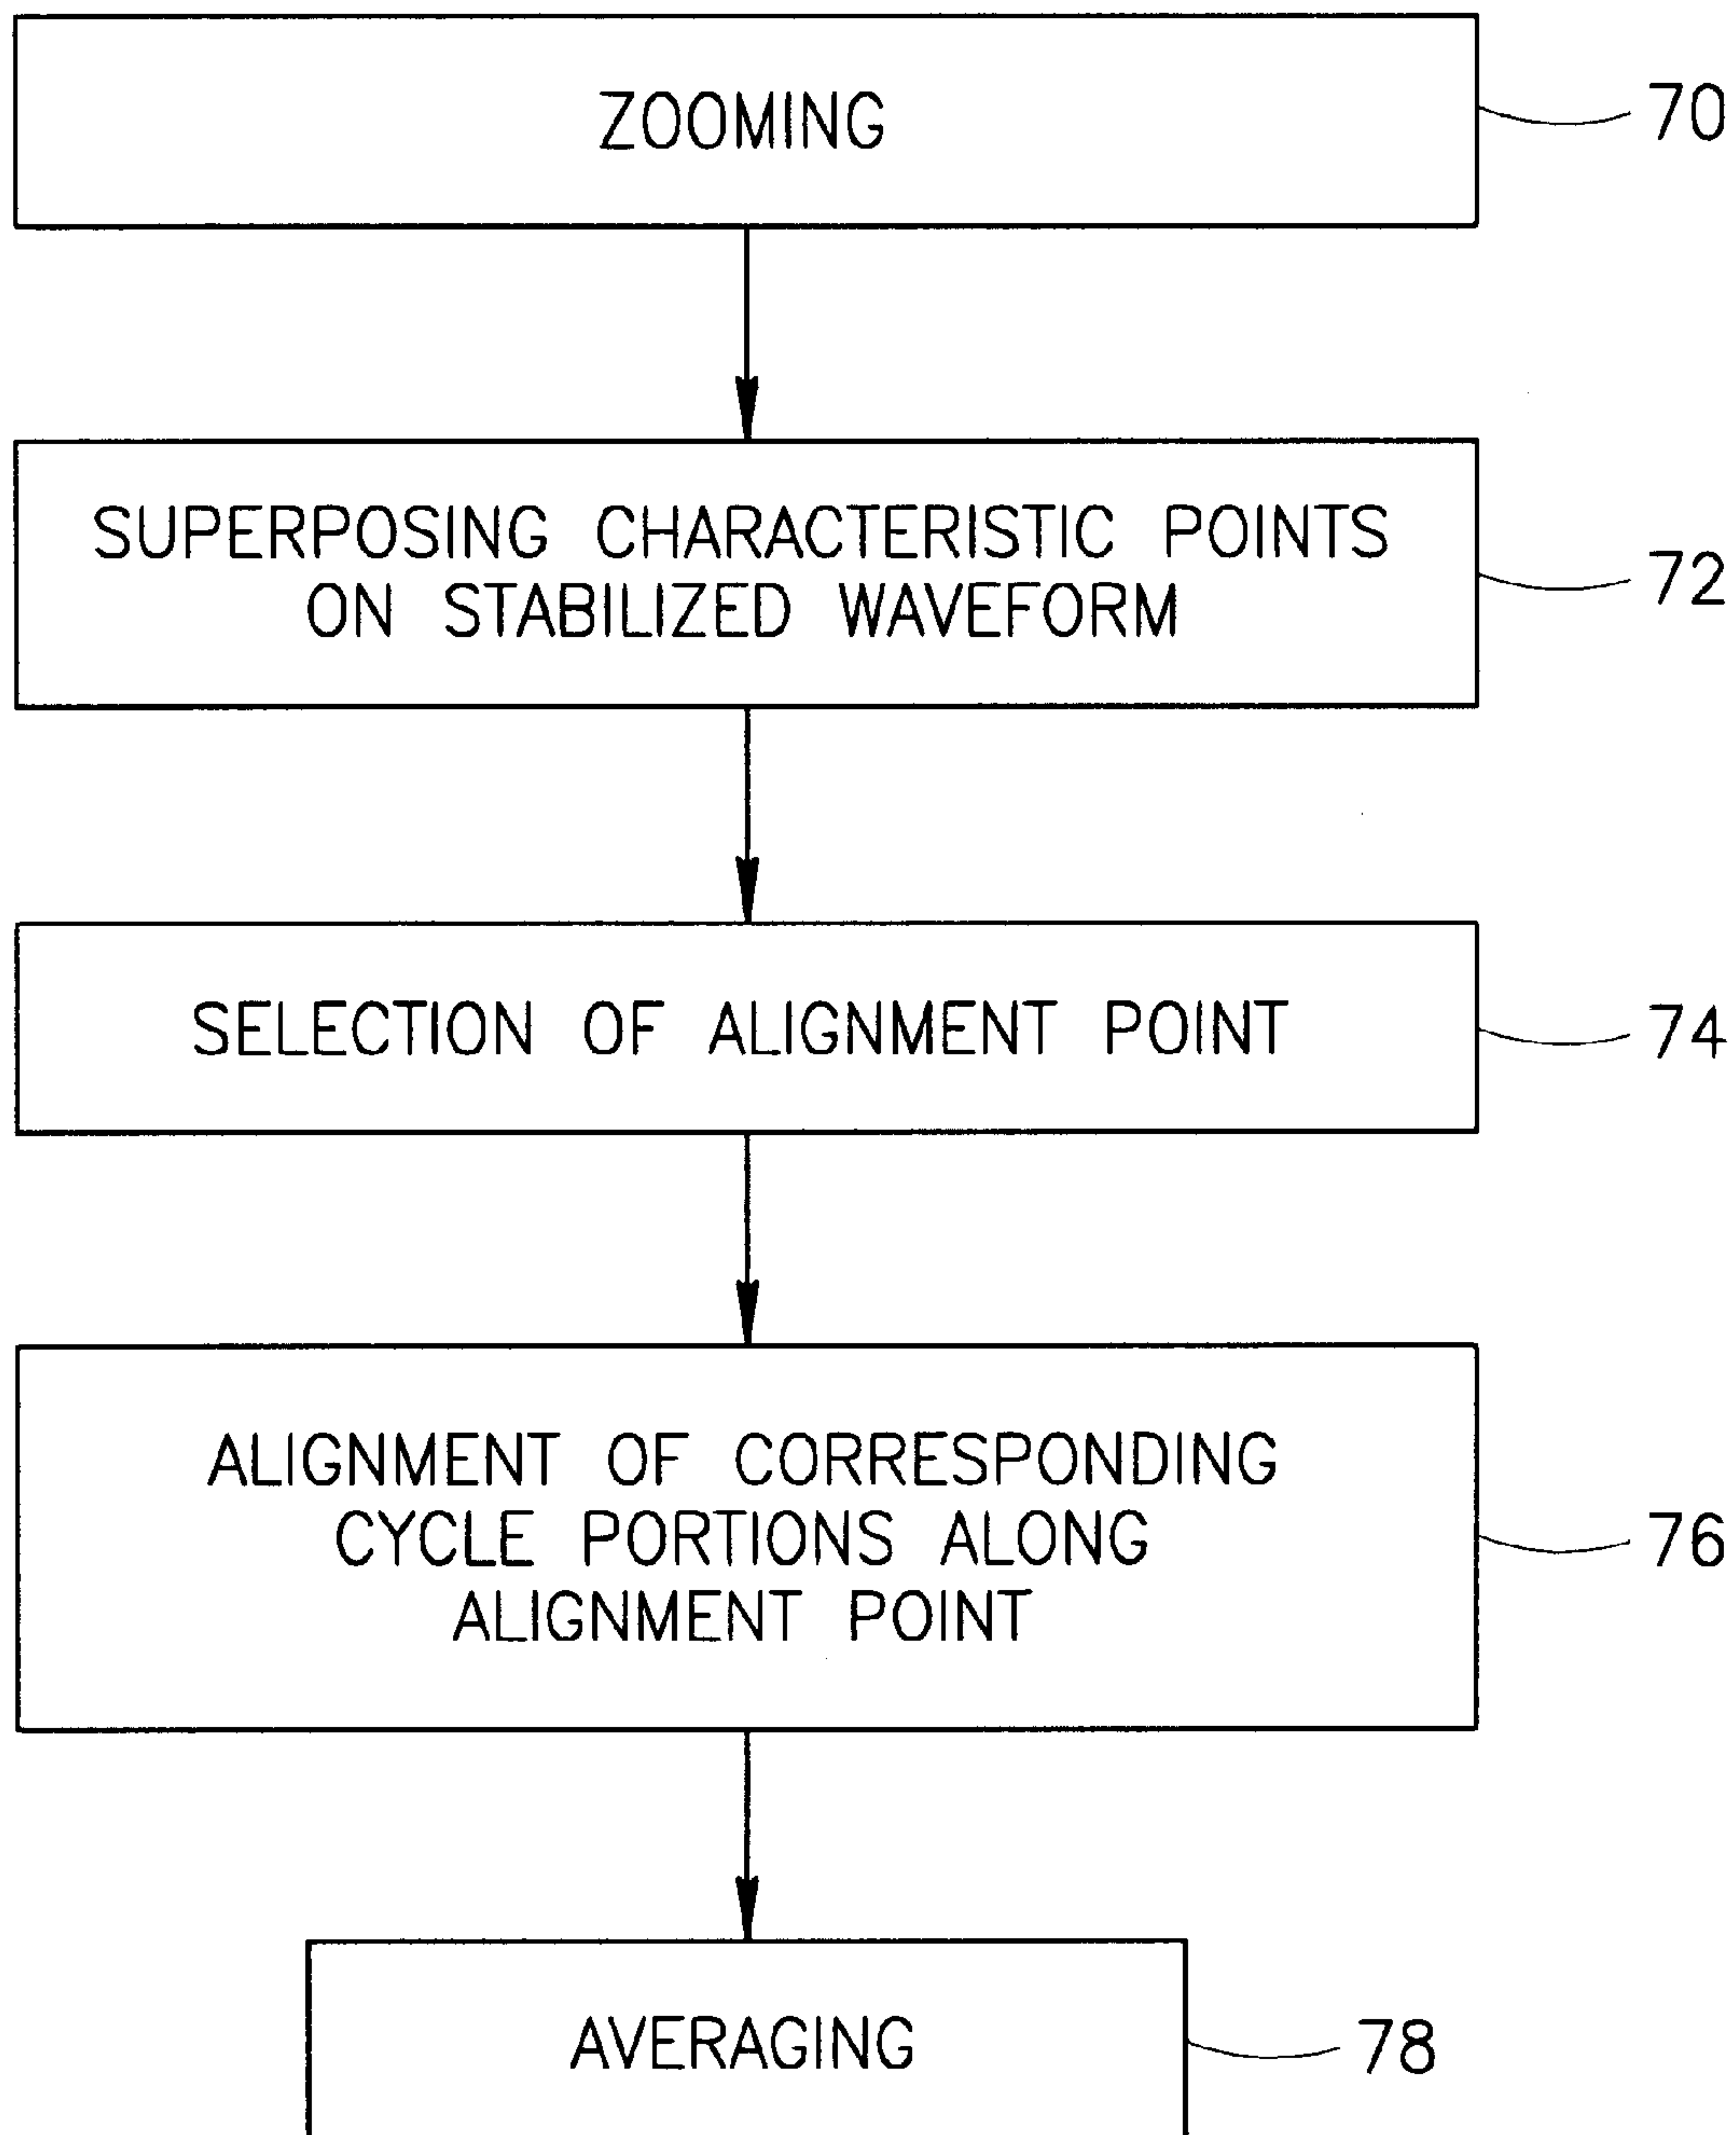 ZOOMING
70
SUPERPOSING CHARACTERISTIC POINTS
ON STABILIZED WAVEFORM
72
SELECTION OF ALIGNMENT POINT
74
ALIGNMENT OF CORRESPONDING
CYCLE PORTIONS ALONG
ALIGNMENT POINT
76
AVERAGING
78